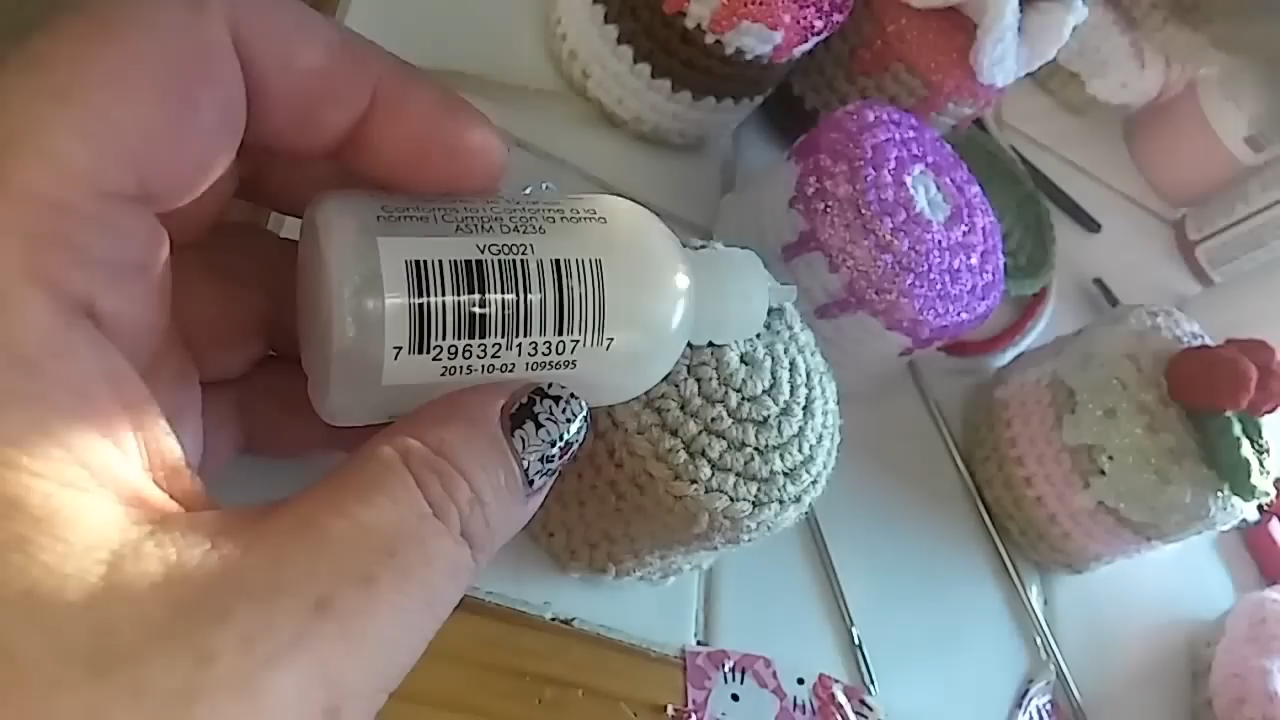 Conforms to | Conforme à la
norme | Cumple con la norma
ASTM D4236
VG0021
7 29632 13307 7
2015-10-02 1095695